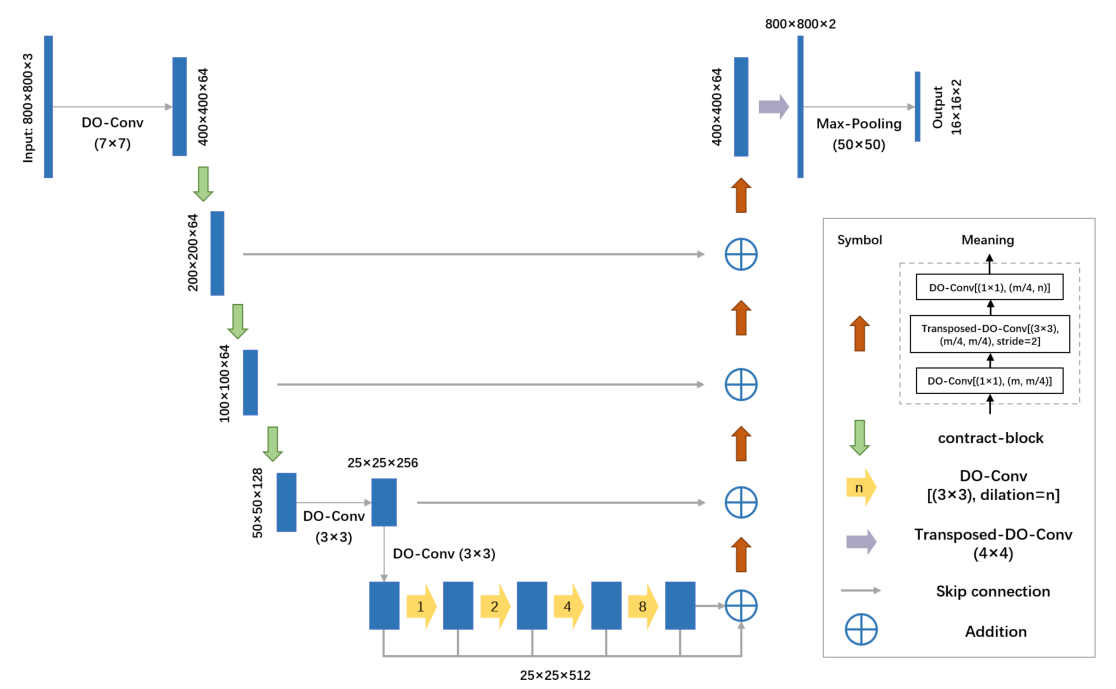 Input: 800×800×3
DO-Conv
(7×7)
400×400×64
200×200×64
100×100×64
50×50×128
DO-Conv
(3×3)
25×25×256
DO-Conv (3×3)
1
2
4
8
25×25×512
400×400×64
800×800×2
Max-Pooling
(50×50)
Output
16×16×2
Symbol
Meaning
DO-Conv[(1×1), (m/4, n)]
Transposed-DO-Conv[(3×3),
(m/4, m/4), stride=2]
DO-Conv[(1×1), (m, m/4)]
contract-block
n
DO-Conv
[(3×3), dilation=n]
Transposed-DO-Conv
(4×4)
Skip connection
Addition